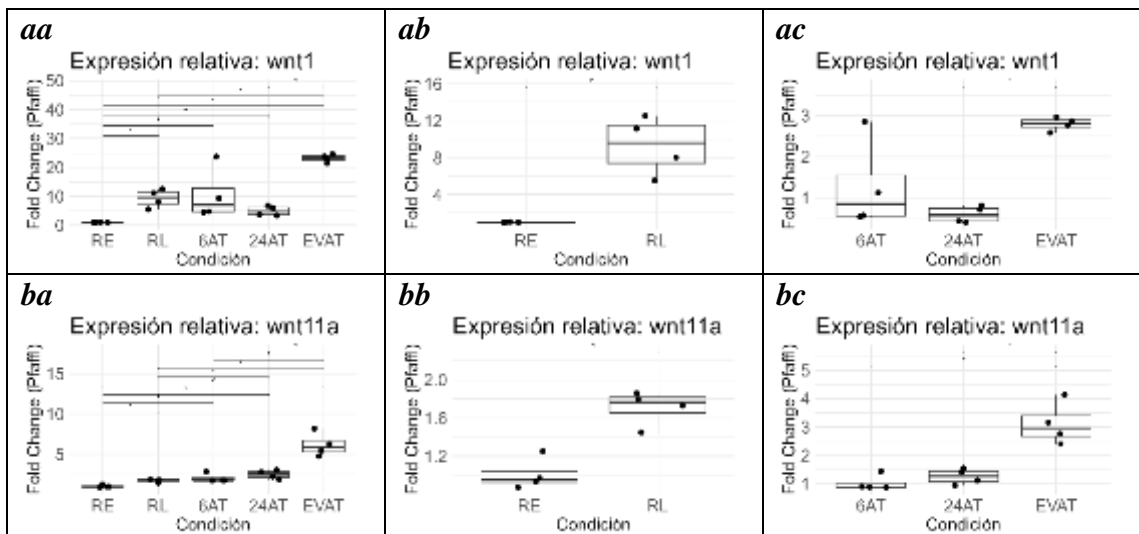 aa
Expresión relativa: wnt1
Fold Change (Pfaffl)
50
40
30
20
10
0
RE RL 6AT 24AT EVAT
Condición
ab
Expresión relativa: wnt1
Fold Change (Pfaffl)
16
12
8
4
RE RL
Condición
ac
Expresión relativa: wnt1
Fold Change (Pfaffl)
3
2
1
6AT 24AT EVAT
Condición
ba
Expresión relativa: wnt11a
Fold Change (Pfaffl)
15
10
5
RE RL 6AT 24AT EVAT
Condición
bb
Expresión relativa: wnt11a
Fold Change (Pfaffl)
2.0
1.6
1.2
RE RL
Condición
bc
Expresión relativa: wnt11a
Fold Change (Pfaffl)
5
4
3
2
1
6AT 24AT EVAT
Condición